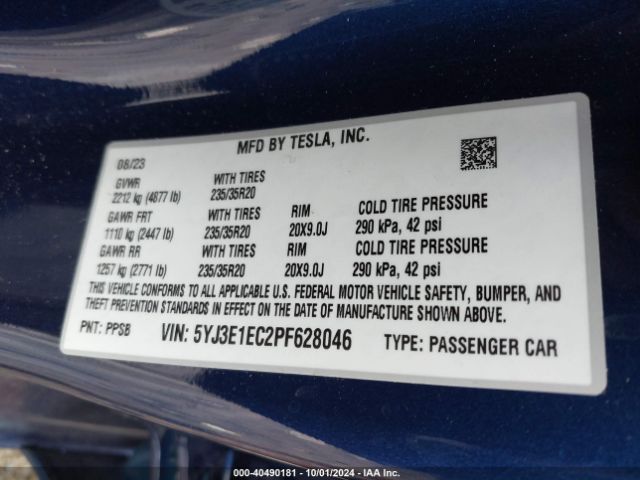 MFD BY TESLA, INC.
08/23
GVWR WITH TIRES
2212 kg (4877 lb) 235/35R20
GAWR FRT WITH TIRES RIM COLD TIRE PRESSURE
1110 kg (2447 lb) 235/35R20 20X9.0J 290 kPa, 42 psi
GAWR RR WITH TIRES RIM COLD TIRE PRESSURE
1257 kg (2771 lb) 235/35R20 20X9.0J 290 kPa, 42 psi
THIS VEHICLE CONFORMS TO ALL APPLICABLE U.S. FEDERAL MOTOR VEHICLE SAFETY, BUMPER, AND
THEFT PREVENTION STANDARDS IN EFFECT ON THE DATE OF MANUFACTURE SHOWN ABOVE.
PNT: PPSB VIN: 5YJ3E1EC2PF628046 TYPE: PASSENGER CAR
000-40490181 - 10/01/2024 - IAA Inc.